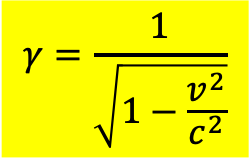 γ = 1 / √(1 − v²/c²)